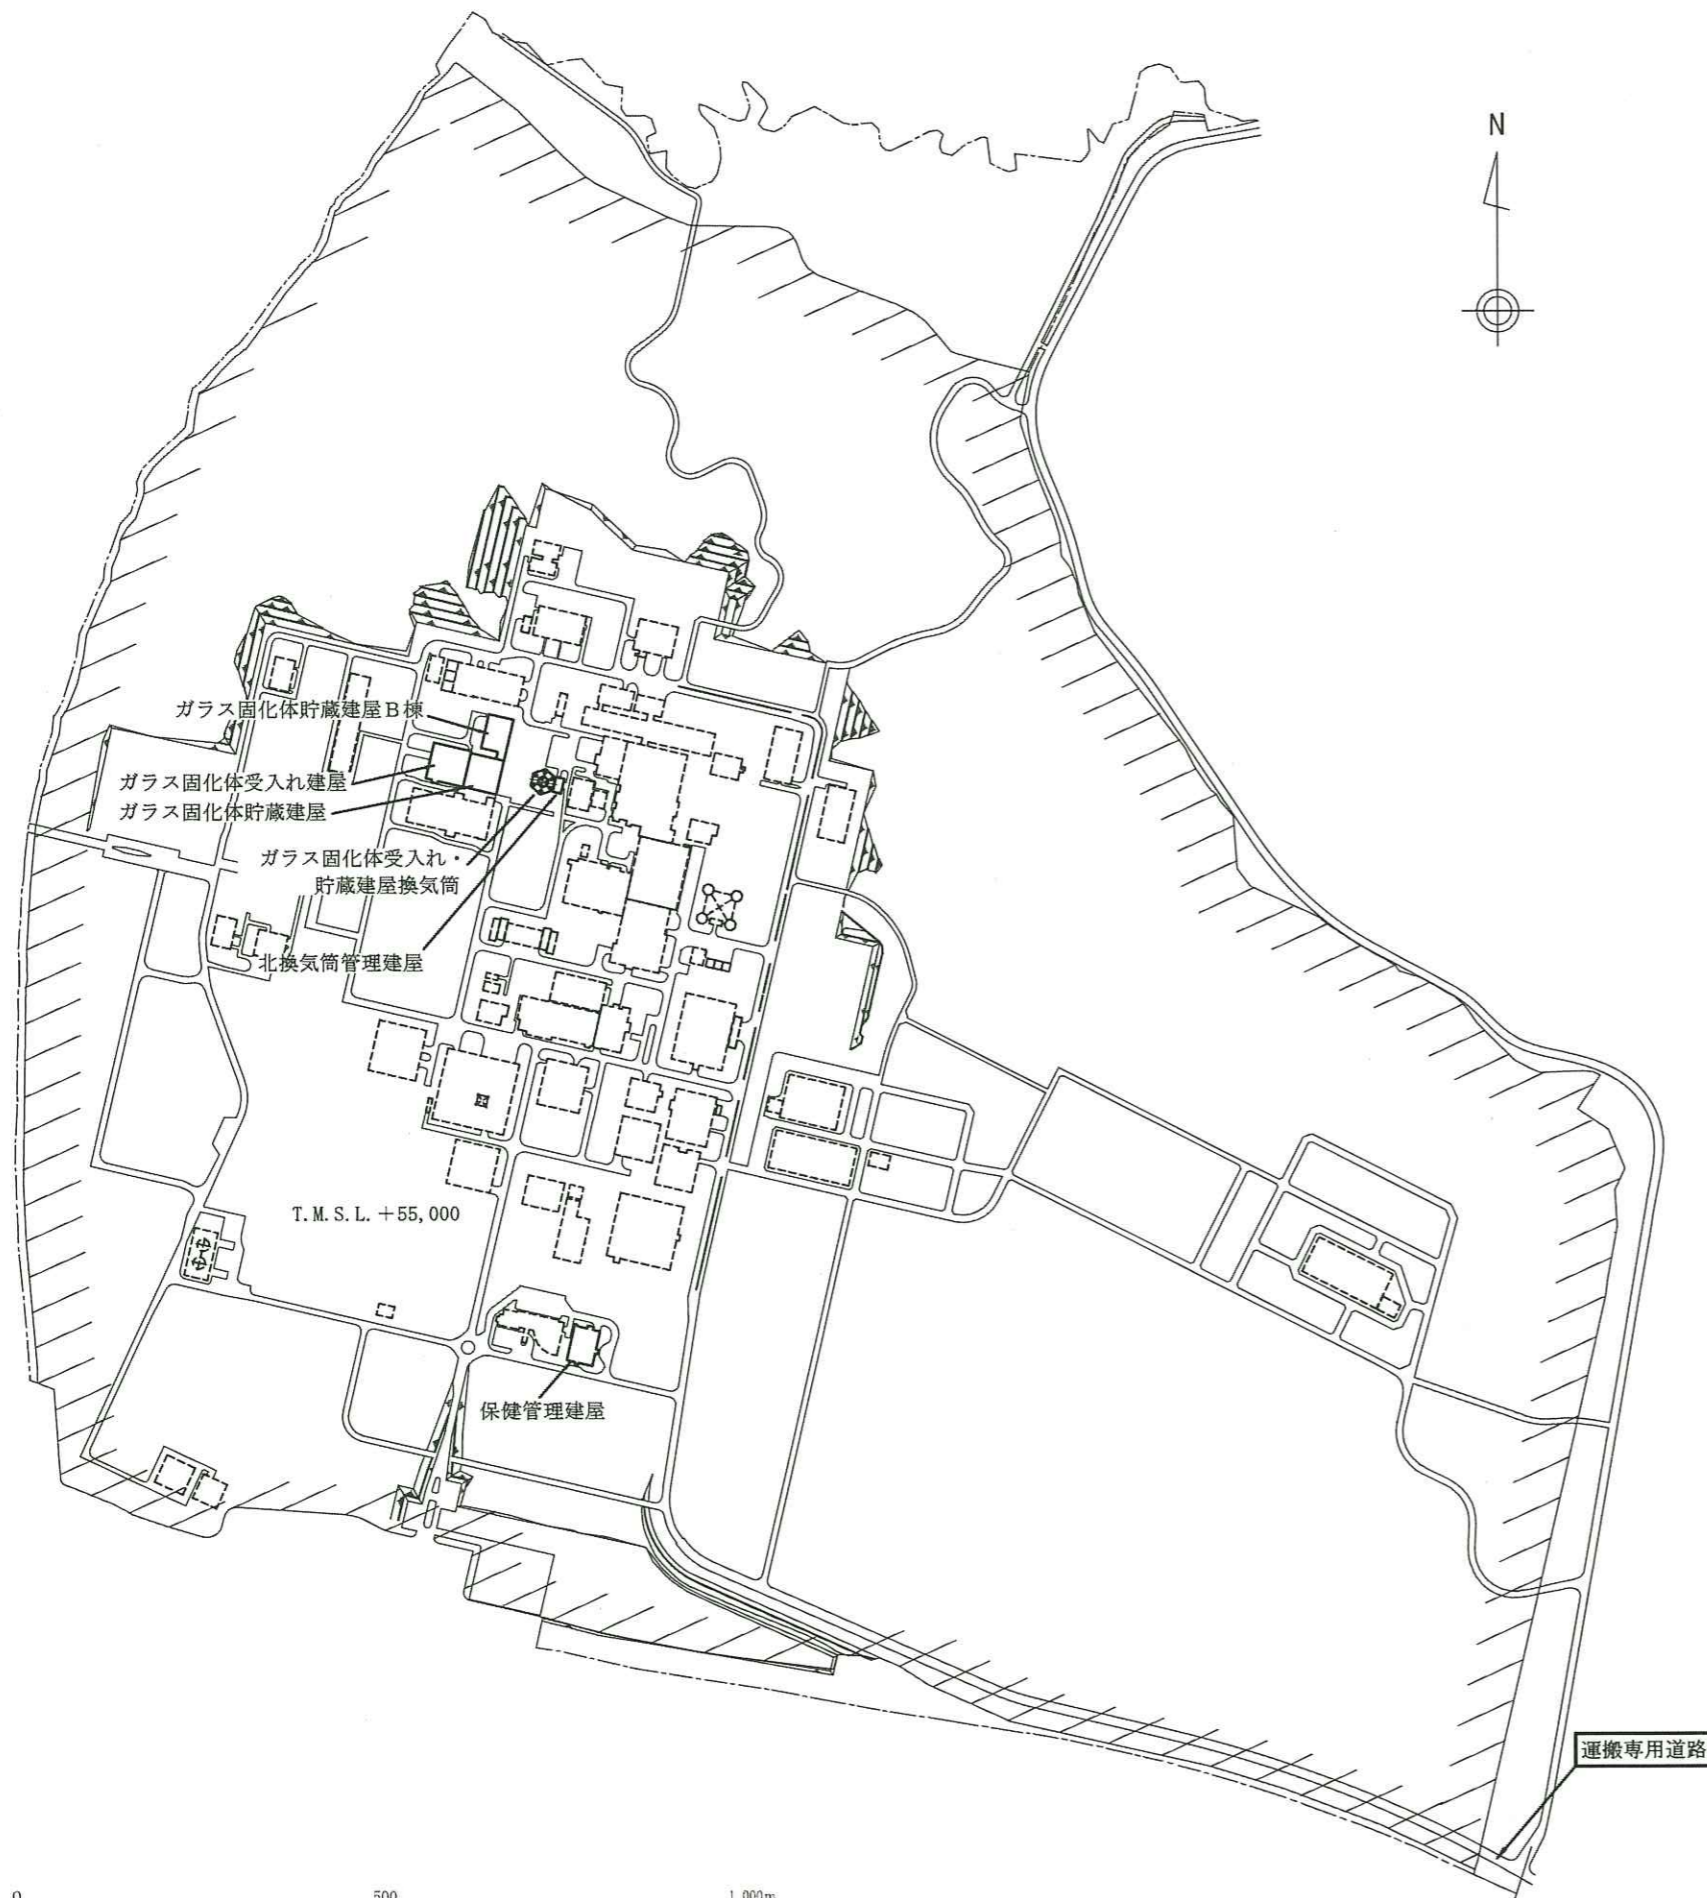 N
ガラス固化体貯蔵建屋B棟
ガラス固化体受入れ建屋
ガラス固化体貯蔵建屋
ガラス固化体受入れ・
貯蔵建屋換気筒
北換気筒管理建屋
T.M.S.L. +55,000
保健管理建屋
運搬専用道路
0 500 1,000m